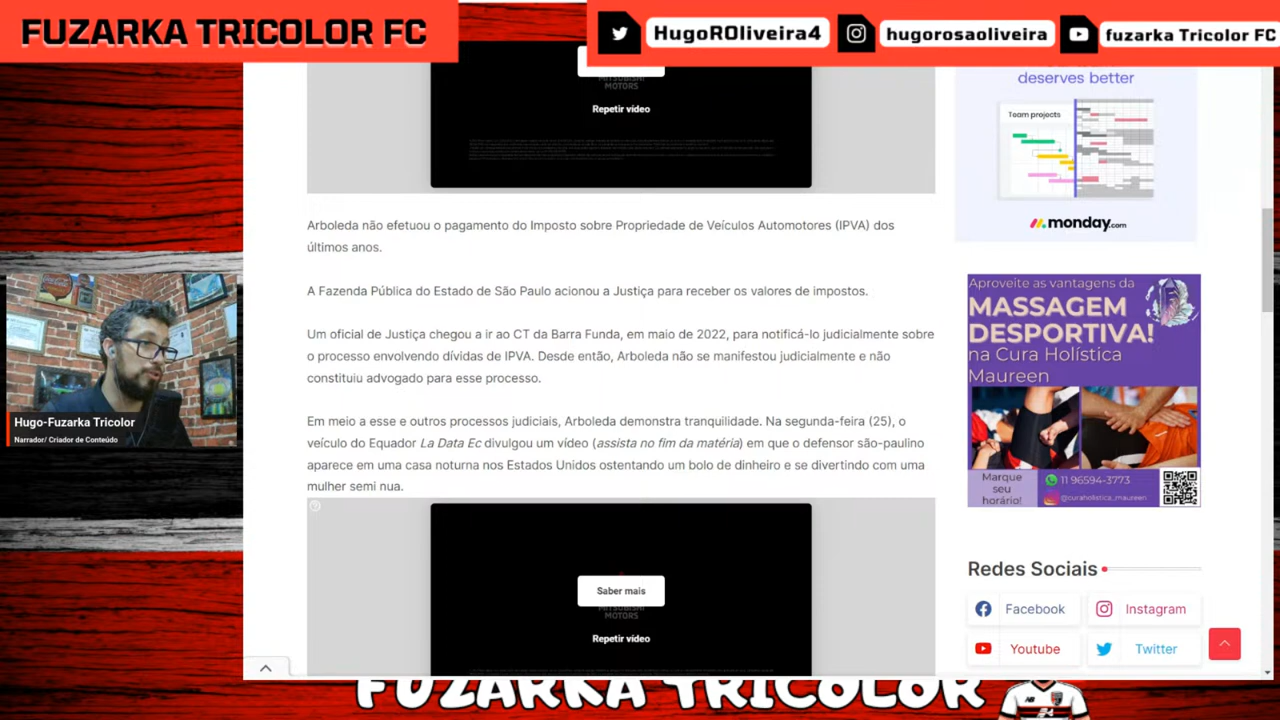 FUZARKA TRICOLOR FC
HugoROliveira4
hugorosaoliveira
fuzarka Tricolor FC
MOTORS
Repetir vídeo
Arboleda não efetuou o pagamento do Imposto sobre Propriedade de Veículos Automotores (IPVA) dos
últimos anos.
A Fazenda Pública do Estado de São Paulo acionou a Justiça para receber os valores de impostos.
Um oficial de Justiça chegou a ir ao CT da Barra Funda, em maio de 2022, para notificá-lo judicialmente sobre
o processo envolvendo dívidas de IPVA. Desde então, Arboleda não se manifestou judicialmente e não
constituiu advogado para esse processo.
Em meio a esse e outros processos judiciais, Arboleda demonstra tranquilidade. Na segunda-feira (25), o
veículo do Equador La Data Ec divulgou um vídeo (assista no fim da matéria) em que o defensor são-paulino
aparece em uma casa noturna nos Estados Unidos ostentando um bolo de dinheiro e se divertindo com uma
mulher semi nua.
Saber mais
MITSUBISHI
MOTORS
Repetir vídeo
Hugo-Fuzarka Tricolor
Narrador/ Criador de Conteúdo
deserves better
Team projects
monday.com
Aproveite as vantagens da
MASSAGEM
DESPORTIVA!
na Cura Holística
Maureen
Marque
seu
horário!
11 96594-3773
@curaholistica_maureen
Redes Sociais
Facebook
Instagram
Youtube
Twitter
FUZARKA TRICOLOR